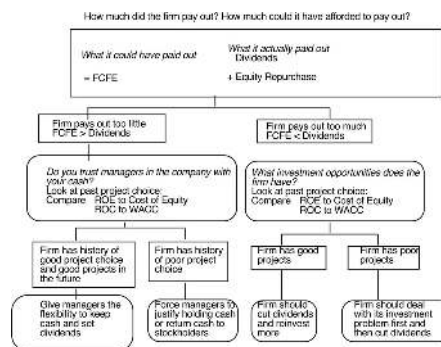 How much did the firm pay out? How much could it have afforded to pay out?
What it could have paid out
= FCFE
What it actually paid out
Dividends
+ Equity Repurchase
Firm pays out too little
FCFE > Dividends
Firm pays out too much
FCFE < Dividends
Do you trust managers in the company with
your cash?
Look at past project choice:
Compare ROE to Cost of Equity
ROC to WACC
What investment opportunities does the
firm have?
Look at past project choice:
Compare ROE to Cost of Equity
ROC to WACC
Firm has history of
good project choice
and good projects in
the future
Firm has history
of poor project
choice
Firm has good
projects
Firm has poor
projects
Give managers the
flexibility to keep
cash and set
dividends
Force managers to
justify holding cash
or return cash to
stockholders
Firm should
cut dividends
and reinvest
more
Firm should deal
with its investment
problem first and
then cut dividends